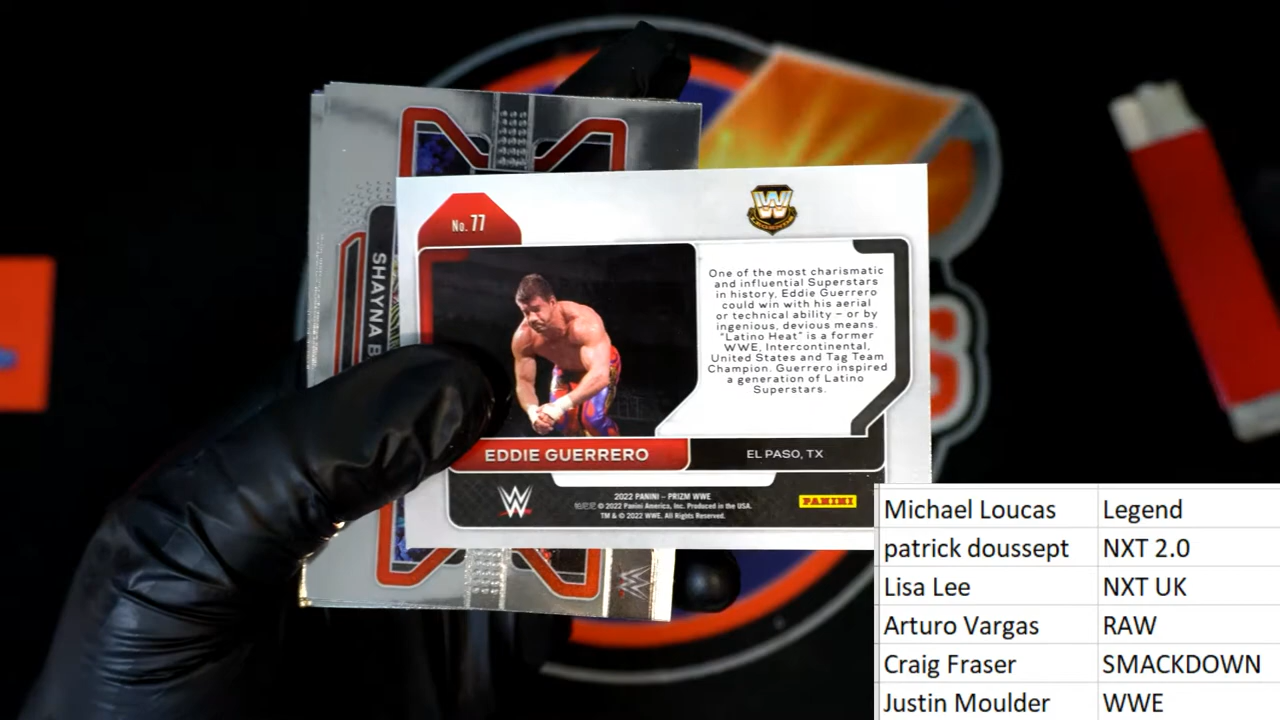 No. 77
LEGENDS
SHAYNA B
One of the most charismatic
and influential Superstars
in history, Eddie Guerrero
could win with his aerial
or technical ability – or by
ingenious, devious means.
"Latino Heat" is a former
WWE, Intercontinental,
United States and Tag Team
Champion. Guerrero inspired
a generation of Latino
Superstars.
EDDIE GUERRERO
EL PASO, TX
2022 PANINI – PRIZM WWE
© 2022 Panini America, Inc. Produced in the USA.
TM & © 2022 WWE. All Rights Reserved.
PANINI
S
Michael Loucas Legend
patrick doussept NXT 2.0
Lisa Lee NXT UK
Arturo Vargas RAW
Craig Fraser SMACKDOWN
Justin Moulder WWE